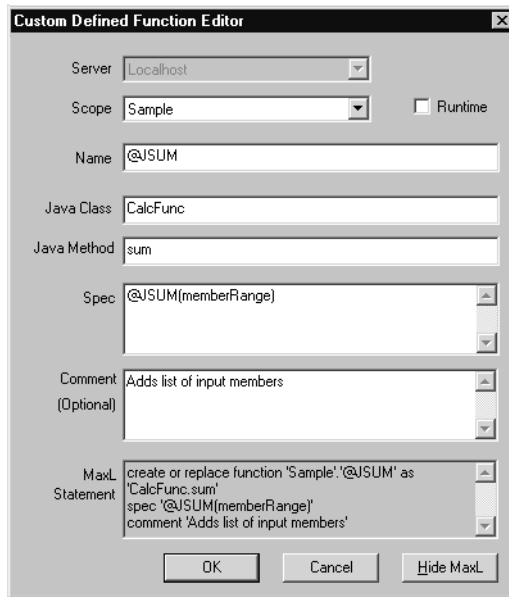 Custom Defined Function Editor
Server Localhost
Scope Sample Runtime
Name @JSUM
Java Class CalcFunc
Java Method sum
Spec @JSUM(memberRange)
Comment Adds list of input members
(Optional)
MaxL create or replace function 'Sample'.'@JSUM' as
Statement 'CalcFunc.sum'
spec '@JSUM(memberRange)'
comment 'Adds list of input members'
OK Cancel Hide MaxL